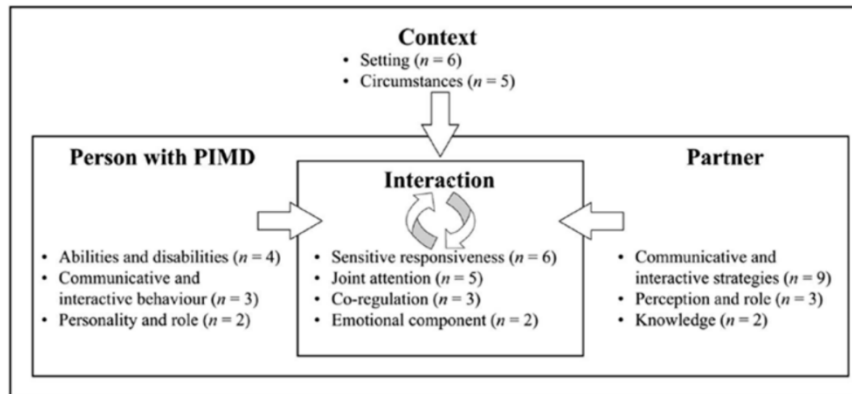 Context
• Setting (n = 6)
• Circumstances (n = 5)
Person with PIMD
• Abilities and disabilities (n = 4)
• Communicative and
interactive behaviour (n = 3)
• Personality and role (n = 2)
Interaction
• Sensitive responsiveness (n = 6)
• Joint attention (n = 5)
• Co-regulation (n = 3)
• Emotional component (n = 2)
Partner
• Communicative and
interactive strategies (n = 9)
• Perception and role (n = 3)
• Knowledge (n = 2)